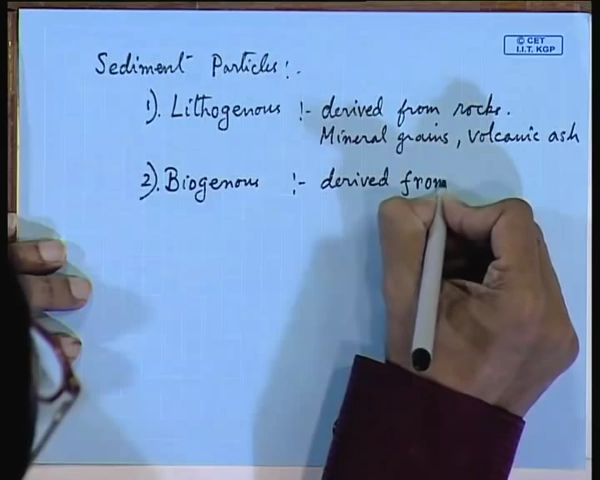 © CET
I.I.T. KGP
Sediment Particles :-
1). Lithogenous :- derived from rocks.
Mineral grains, volcanic ash
2). Biogenous :- derived from